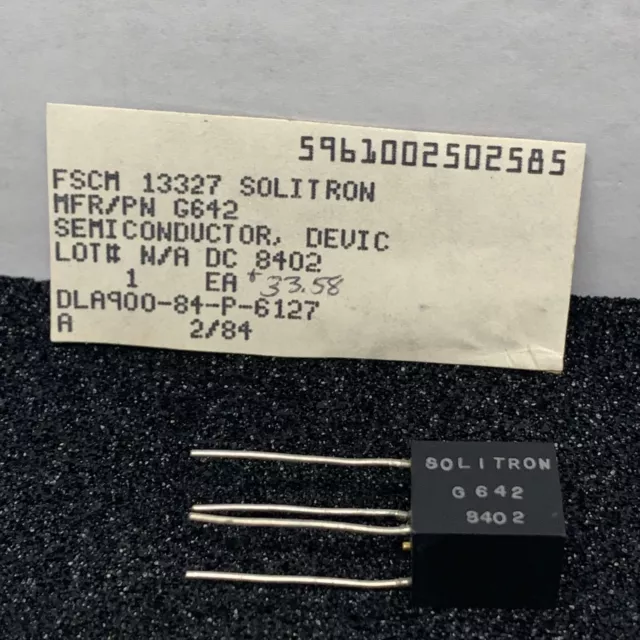 5961002502585
FSCM 13327 SOLITRON
MFR/PN G642
SEMICONDUCTOR, DEVIC
LOT# N/A DC 8402
1 EA 33.58
DLA900-84-P-6127
A 2/84
SOLITRON
G642
8402